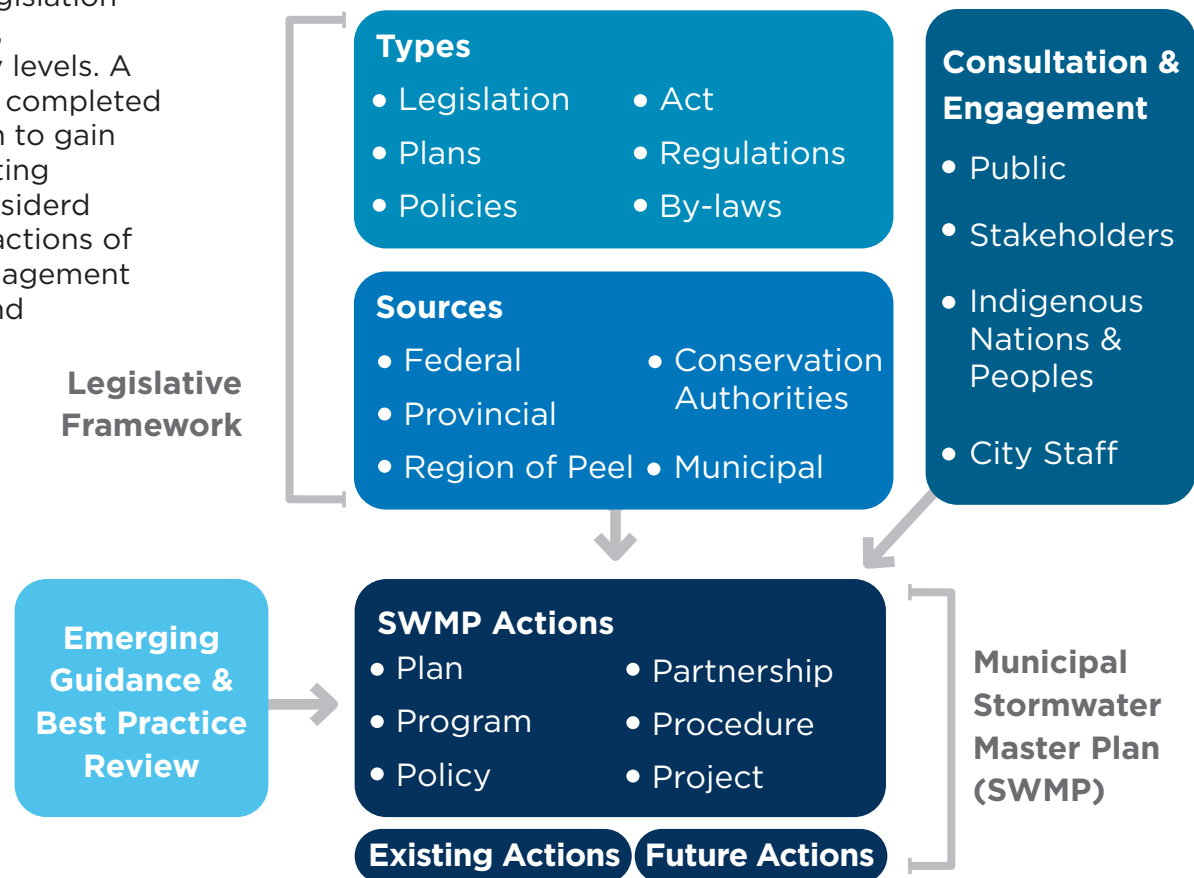 gislation
y levels. A
completed
n to gain
ting
siderd
actions of
agement
nd
Legislative
Framework
Types
• Legislation
• Plans
• Policies
• Act
• Regulations
• By-laws
Sources
• Federal
• Provincial
• Region of Peel
• Conservation
Authorities
• Municipal
Consultation &
Engagement
• Public
• Stakeholders
• Indigenous
Nations &
Peoples
• City Staff
Emerging
Guidance &
Best Practice
Review
SWMP Actions
• Plan
• Program
• Policy
• Partnership
• Procedure
• Project
Existing Actions
Future Actions
Municipal
Stormwater
Master Plan
(SWMP)